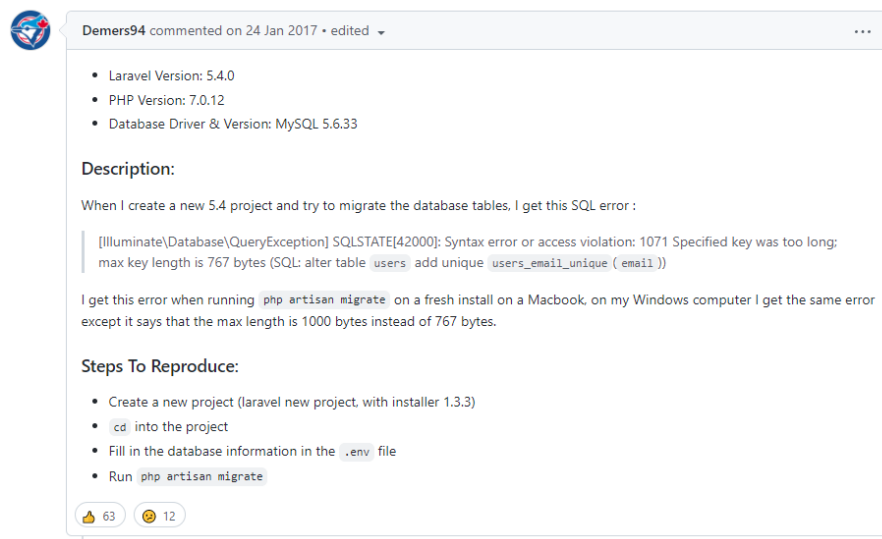 Demers94 commented on 24 Jan 2017 • edited
Laravel Version: 5.4.0
PHP Version: 7.0.12
Database Driver & Version: MySQL 5.6.33
Description:
When I create a new 5.4 project and try to migrate the database tables, I get this SQL error :
[Illuminate\Database\QueryException] SQLSTATE[42000]: Syntax error or access violation: 1071 Specified key was too long;
max key length is 767 bytes (SQL: alter table users add unique users_email_unique ( email ))
I get this error when running php artisan migrate on a fresh install on a Macbook, on my Windows computer I get the same error
except it says that the max length is 1000 bytes instead of 767 bytes.
Steps To Reproduce:
Create a new project (laravel new project, with installer 1.3.3)
cd into the project
Fill in the database information in the .env file
Run php artisan migrate
👍 63 😕 12